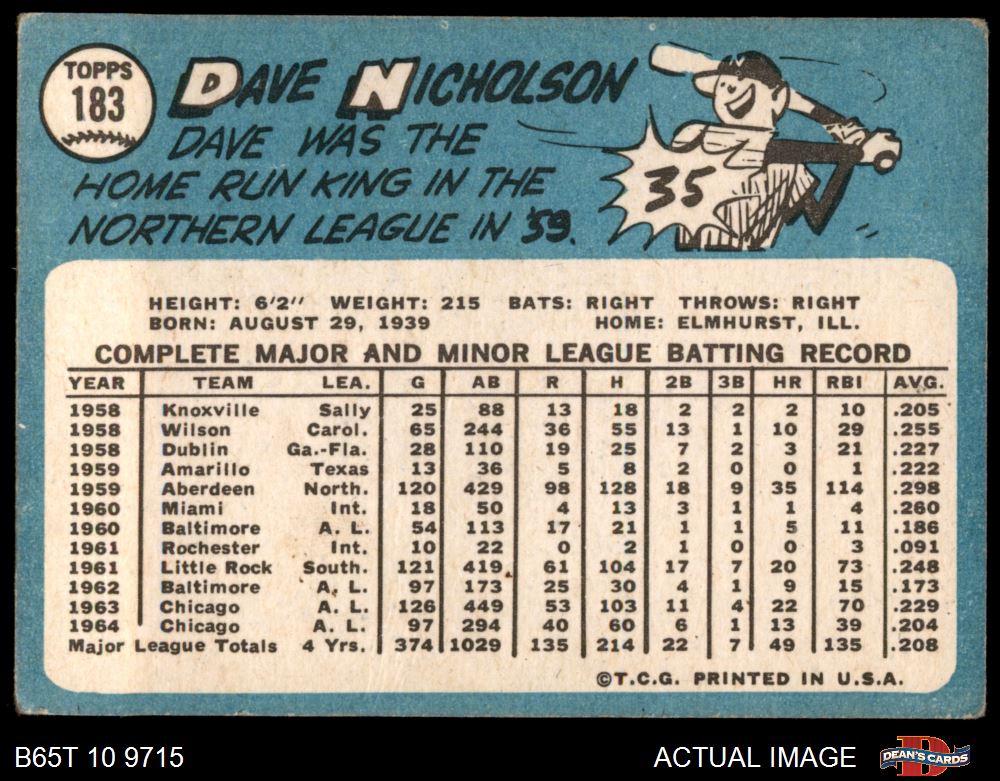 TOPPS
183
DAVE NICHOLSON
DAVE WAS THE
HOME RUN KING IN THE
NORTHERN LEAGUE IN '59.
35
HEIGHT: 6'2" WEIGHT: 215 BATS: RIGHT THROWS: RIGHT
BORN: AUGUST 29, 1939 HOME: ELMHURST, ILL.
COMPLETE MAJOR AND MINOR LEAGUE BATTING RECORD
YEAR TEAM LEA. G AB R H 2B 3B HR RBI AVG.
1958 Knoxville Sally 25 88 13 18 2 2 2 10 .205
1958 Wilson Carol. 65 244 36 55 13 1 10 29 .255
1958 Dublin Ga.-Fla. 28 110 19 25 7 2 3 21 .227
1959 Amarillo Texas 13 36 5 8 2 0 0 1 .222
1959 Aberdeen North. 120 429 98 128 18 9 35 114 .298
1960 Miami Int. 18 50 4 13 3 1 1 4 .260
1960 Baltimore A. L. 54 113 17 21 1 1 5 11 .186
1961 Rochester Int. 10 22 0 2 1 0 0 3 .091
1961 Little Rock South. 121 419 61 104 17 7 20 73 .248
1962 Baltimore A. L. 97 173 25 30 4 1 9 15 .173
1963 Chicago A. L. 126 449 53 103 11 4 22 70 .229
1964 Chicago A. L. 97 294 40 60 6 1 13 39 .204
Major League Totals 4 Yrs. 374 1029 135 214 22 7 49 135 .208
©T.C.G. PRINTED IN U.S.A.
B65T 10 9715 ACTUAL IMAGE DEAN'S CARDS